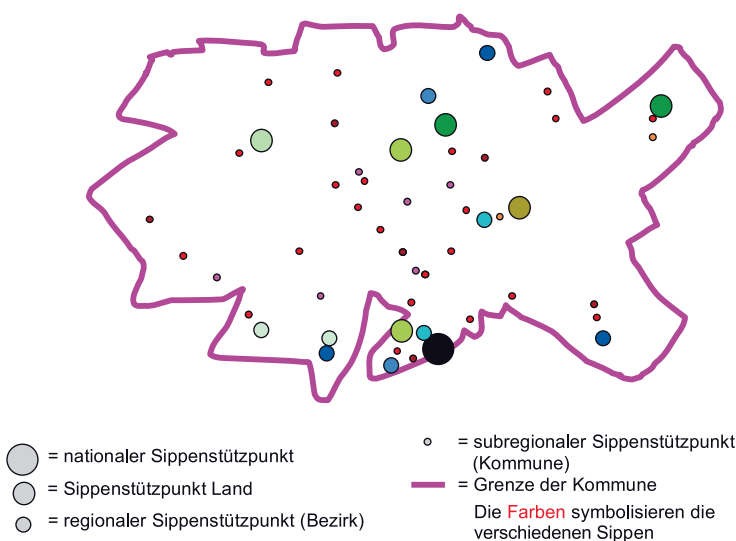 = nationaler Sippenstützpunkt
= Sippenstützpunkt Land
= regionaler Sippenstützpunkt (Bezirk)
= subregionaler Sippenstützpunkt
(Kommune)
= Grenze der Kommune
Die Farben symbolisieren die
verschiedenen Sippen